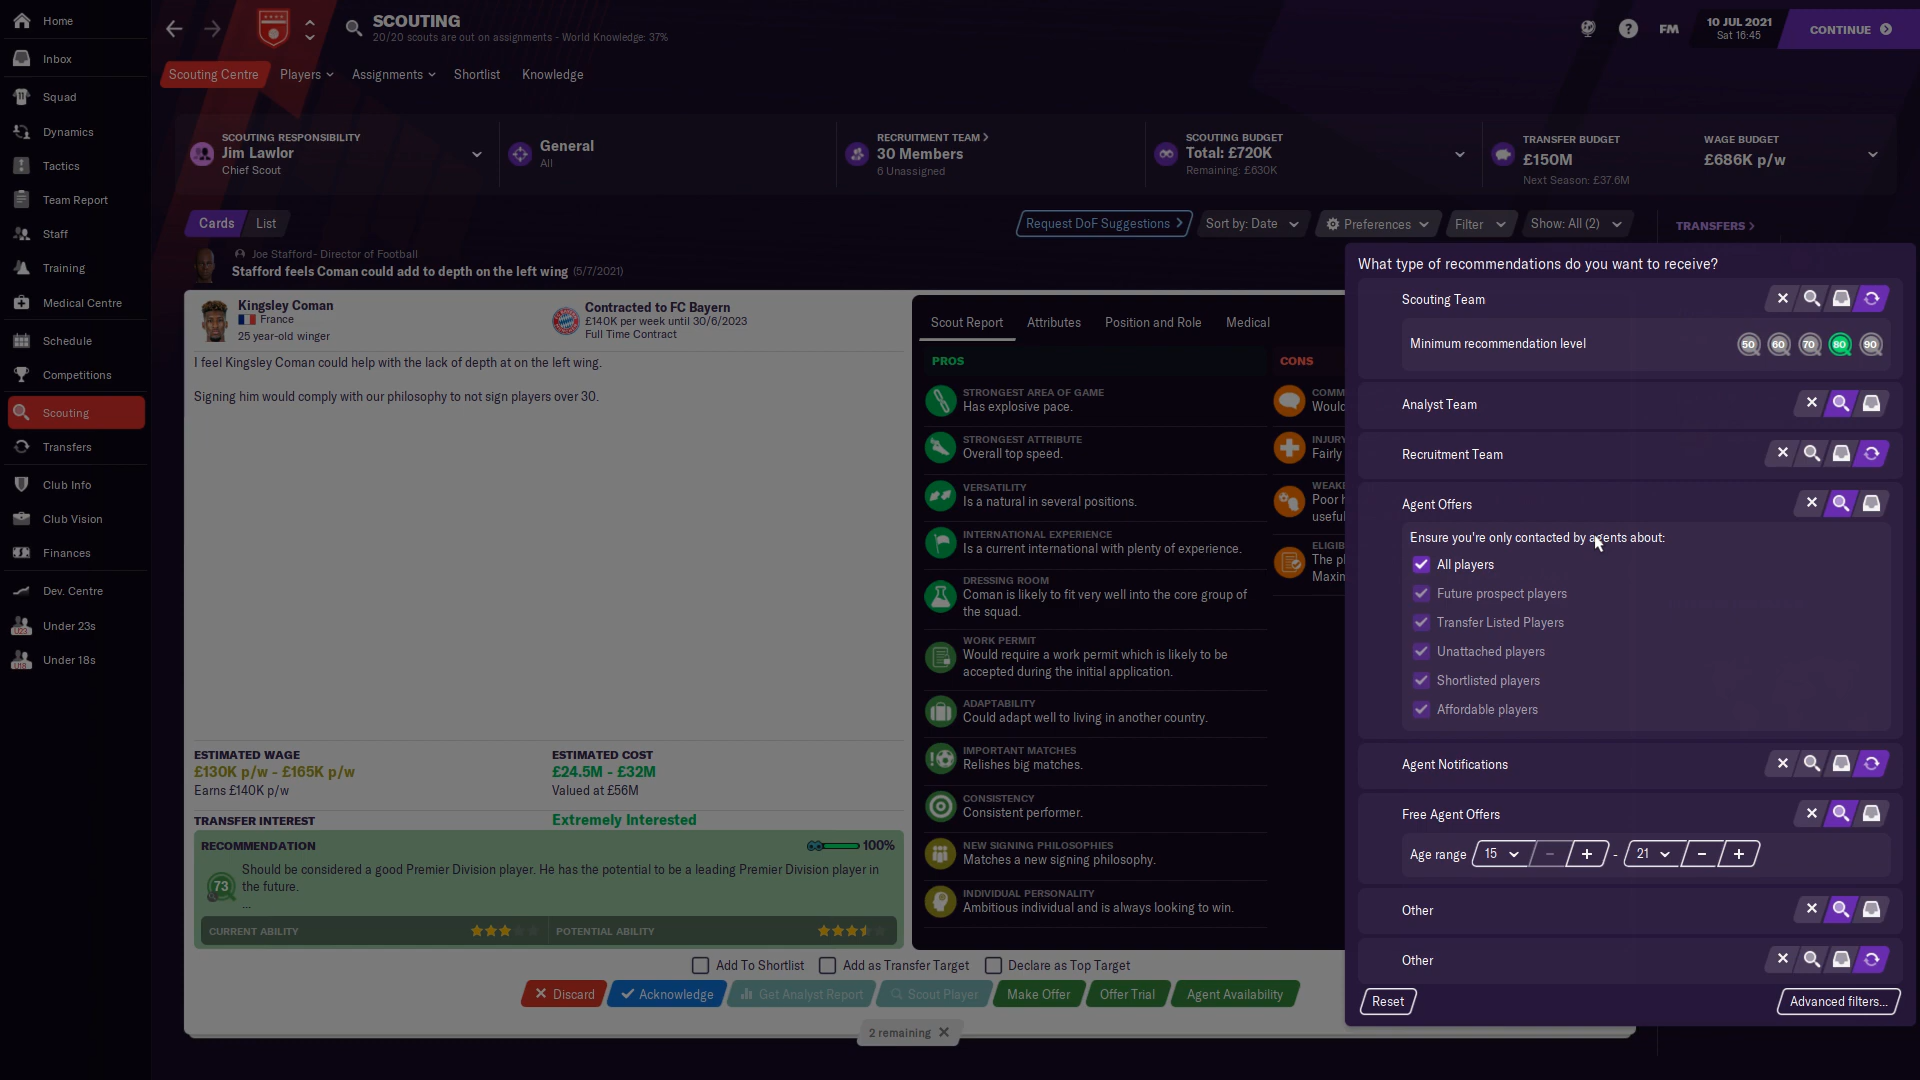 Home
Inbox
Squad
Dynamics
Tactics
Team Report
Staff
Training
Medical Centre
Schedule
Competitions
Scouting
Transfers
Club Info
Club Vision
Finances
Dev. Centre
Under 23s
Under 18s
SCOUTING
20/20 scouts are out on assignments - World Knowledge: 37%
FM
10 JUL 2021
Sat 16:45
CONTINUE
Scouting Centre
Players
Assignments
Shortlist
Knowledge
SCOUTING RESPONSIBILITY
Jim Lawlor
Chief Scout
General
All
RECRUITMENT TEAM >
30 Members
6 Unassigned
SCOUTING BUDGET
Total: £720K
Remaining: £630K
TRANSFER BUDGET
£150M
Next Season: £37.6M
WAGE BUDGET
£686K p/w
Cards
List
Request DoF Suggestions >
Sort by: Date
Preferences
Filter
Show: All (2)
TRANSFERS >
Joe Stafford- Director of Football
Stafford feels Coman could add to depth on the left wing (5/7/2021)
Kingsley Coman
France
25 year-old winger
Contracted to FC Bayern
£140K per week until 30/6/2023
Full Time Contract
I feel Kingsley Coman could help with the lack of depth at on the left wing.
Signing him would comply with our philosophy to not sign players over 30.
ESTIMATED WAGE
£130K p/w - £165K p/w
Earns £140K p/w
ESTIMATED COST
£24.5M - £32M
Valued at £56M
TRANSFER INTEREST
Extremely Interested
RECOMMENDATION
100%
73
Should be considered a good Premier Division player. He has the potential to be a leading Premier Division player in
the future.
...
CURRENT ABILITY
POTENTIAL ABILITY
Scout Report
Attributes
Position and Role
Medical
PROS
STRONGEST AREA OF GAME
Has explosive pace.
STRONGEST ATTRIBUTE
Overall top speed.
VERSATILITY
Is a natural in several positions.
INTERNATIONAL EXPERIENCE
Is a current international with plenty of experience.
DRESSING ROOM
Coman is likely to fit very well into the core group of
the squad.
WORK PERMIT
Would require a work permit which is likely to be
accepted during the initial application.
ADAPTABILITY
Could adapt well to living in another country.
IMPORTANT MATCHES
Relishes big matches.
CONSISTENCY
Consistent performer.
NEW SIGNING PHILOSOPHIES
Matches a new signing philosophy.
INDIVIDUAL PERSONALITY
Ambitious individual and is always looking to win.
CONS
COMM
Would
INJURY
Fairly
WEAK
Poor
useful
ELIGIB
The pl
Maxin
Add To Shortlist
Add as Transfer Target
Declare as Top Target
Discard
Acknowledge
Get Analyst Report
Scout Player
Make Offer
Offer Trial
Agent Availability
2 remaining
What type of recommendations do you want to receive?
Scouting Team
Minimum recommendation level
50 60 70 80 90
Analyst Team
Recruitment Team
Agent Offers
Ensure you're only contacted by agents about:
All players
Future prospect players
Transfer Listed Players
Unattached players
Shortlisted players
Affordable players
Agent Notifications
Free Agent Offers
Age range 15 - + - 21 - +
Other
Other
Reset
Advanced filters...